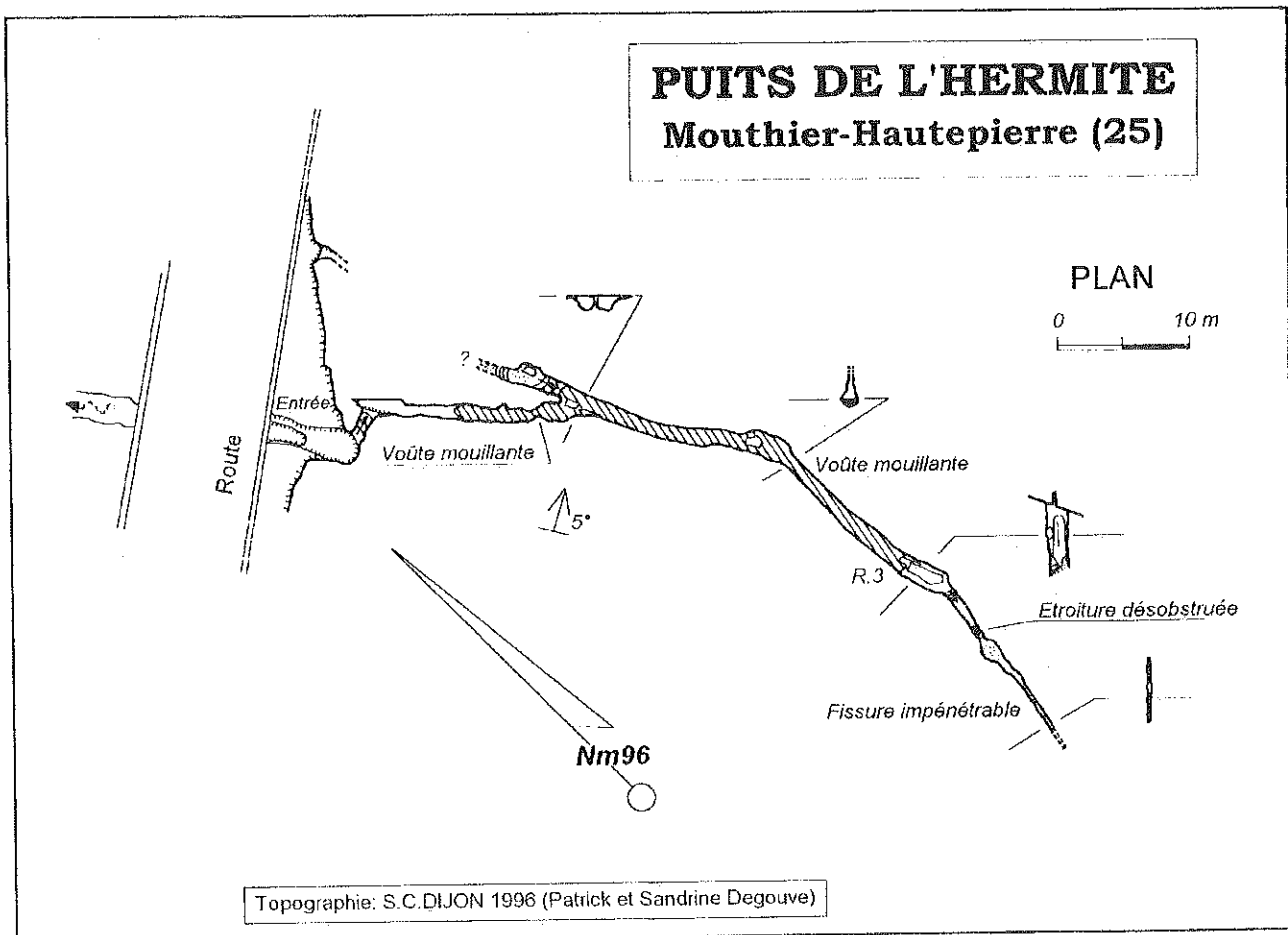 PUITS DE L'HERMITE
Mouthier-Hautepierre (25)
PLAN
0 10 m
?
Entrée
Route
Voûte mouillante
Voûte mouillante
5°
R.3
Etroiture désobstruée
Fissure impénétrable
Nm96
Topographie: S.C.DIJON 1996 (Patrick et Sandrine Degouve)